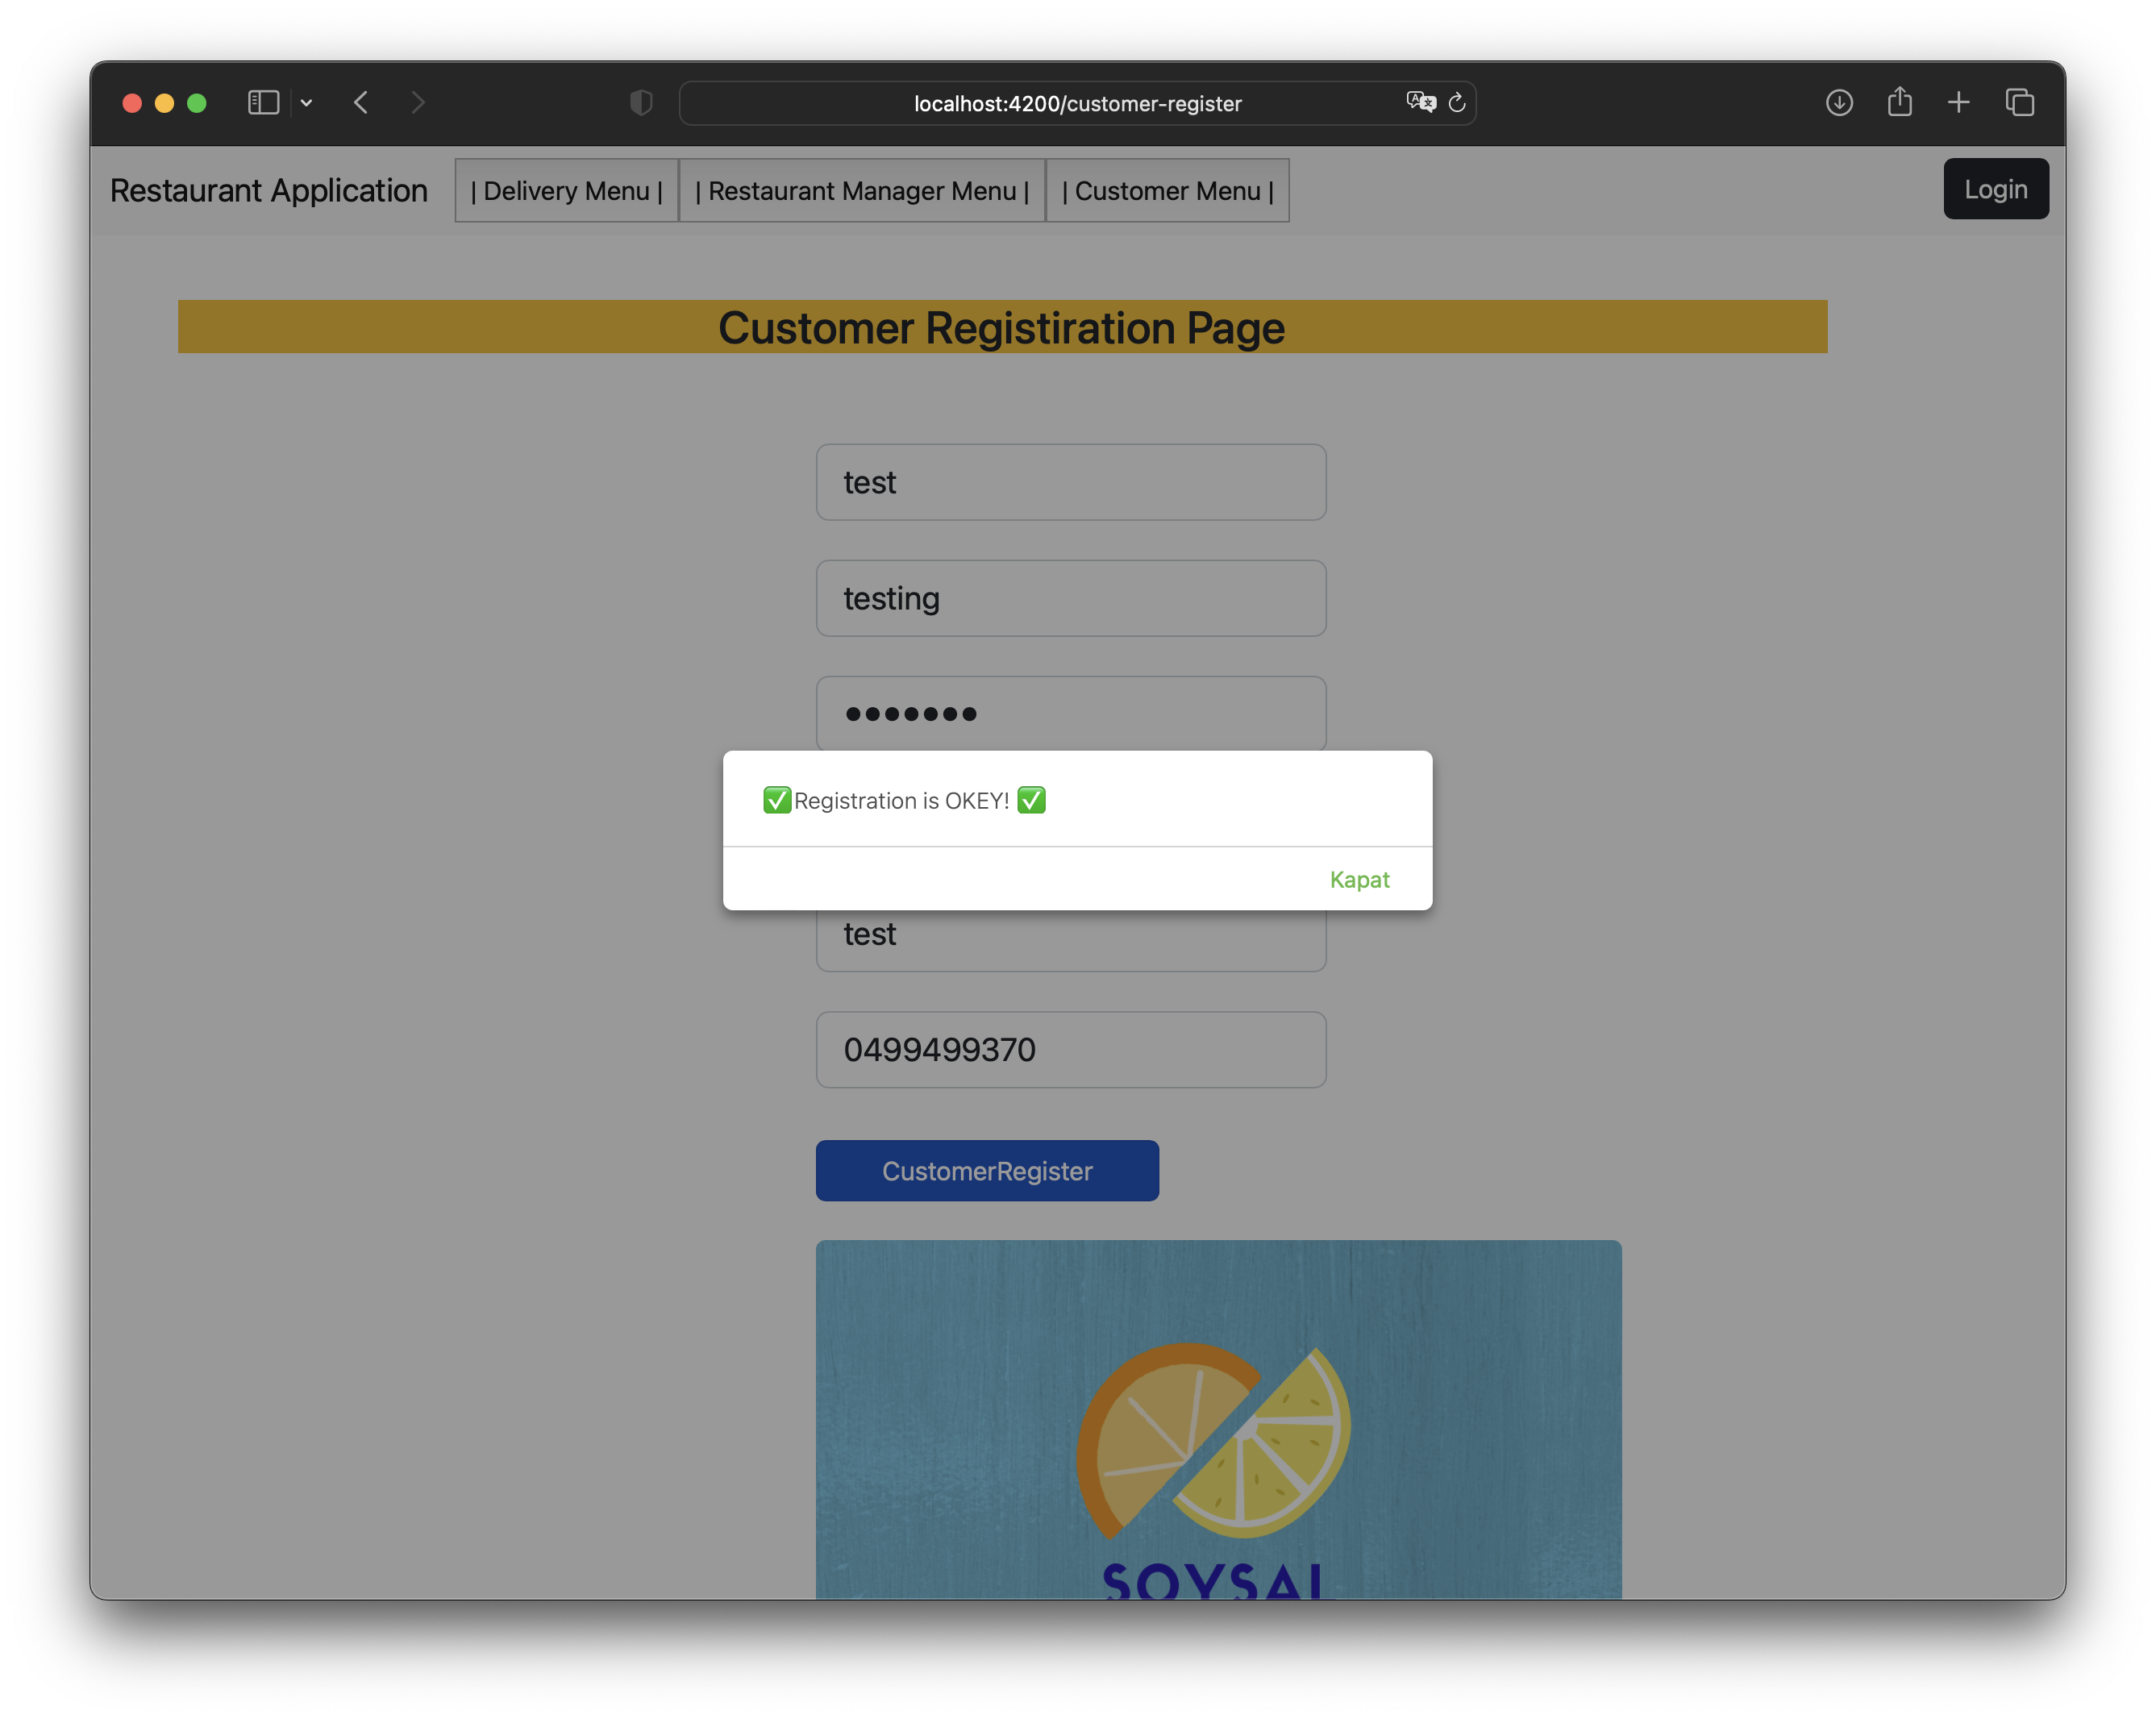 localhost:4200/customer-register
Restaurant Application
| Delivery Menu |
| Restaurant Manager Menu |
| Customer Menu |
Login
Customer Registiration Page
test
testing
•••••••
✅Registration is OKEY! ✅
Kapat
test
0499499370
CustomerRegister
SOYSAL